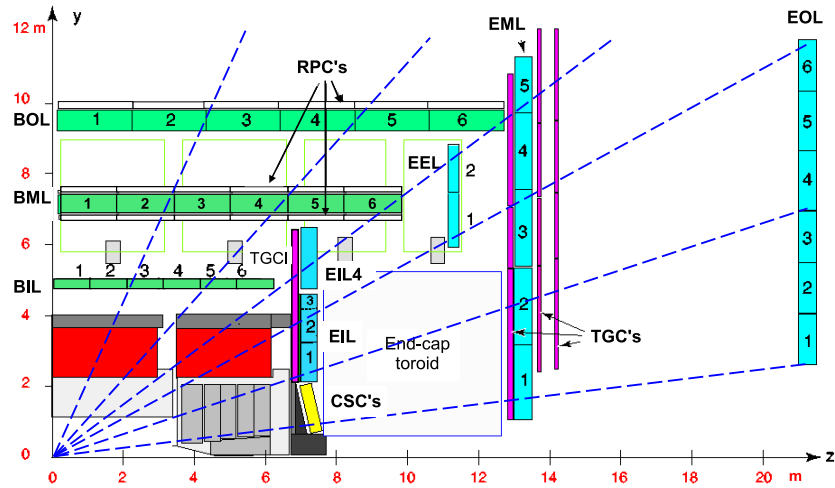 y
12 m
EML
EOL
RPC's
6
5
10
BOL
1 2 3 4 5 6
5
4
EEL
2
8
4
BML
1 2 3 4 5 6
1
3
3
6
TGCI
1 2 3 4 5 6
BIL
EIL4
2
2
4
3
2
EIL
End-cap
toroid
TGC's
1
1
1
2
CSC's
0
z
0 2 4 6 8 10 12 14 16 18 20 m